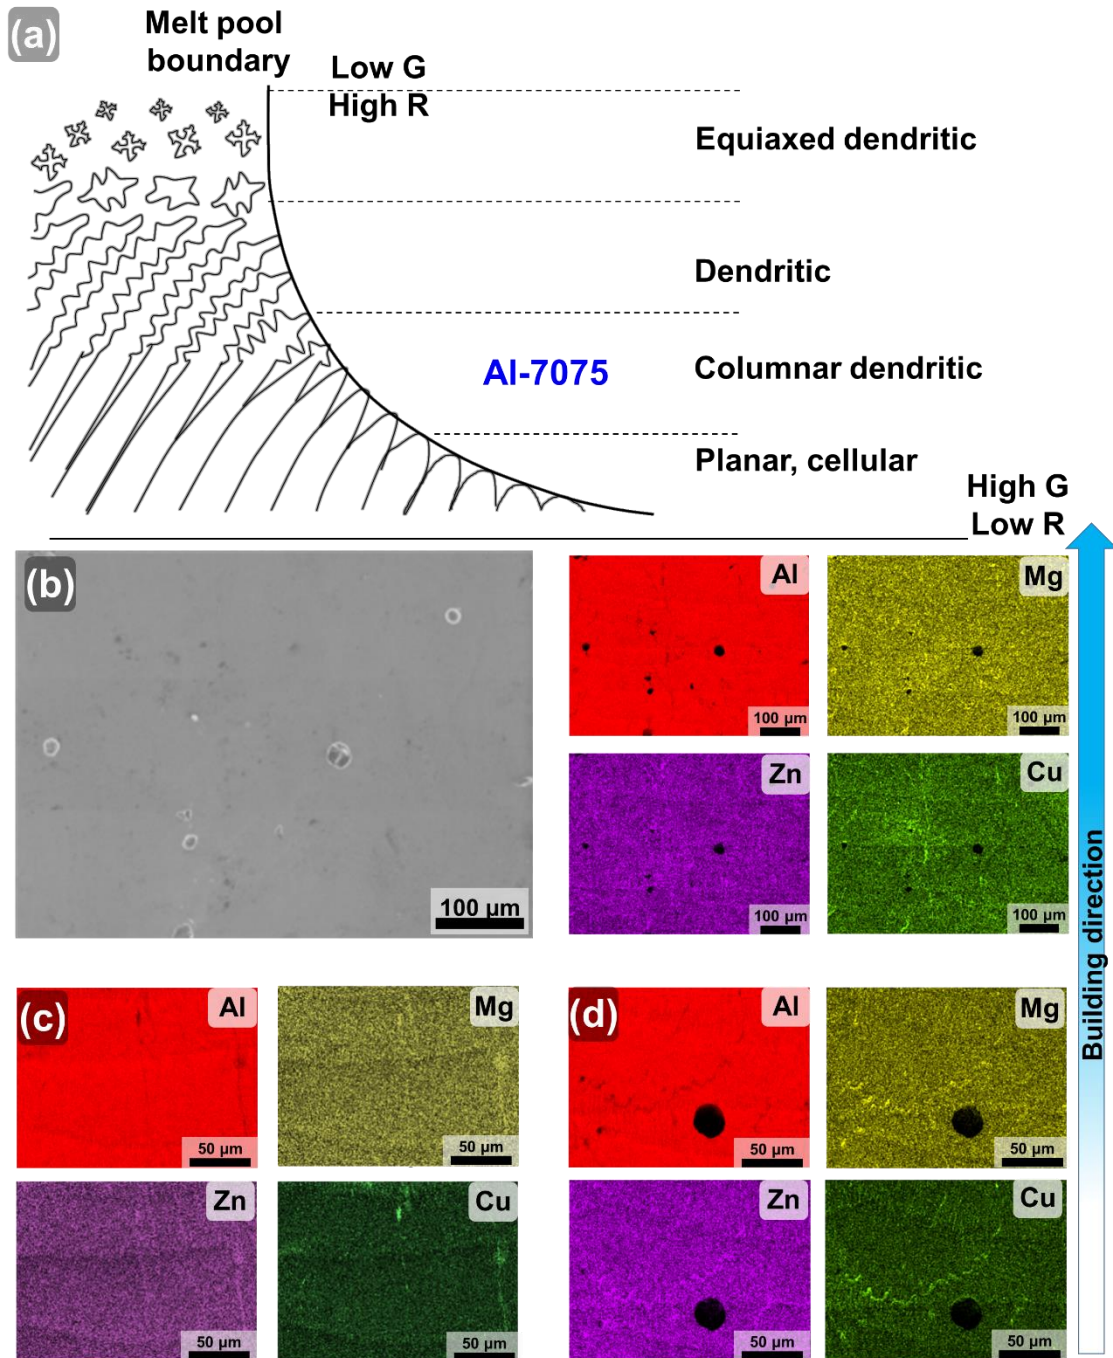 (a)
Melt pool
boundary
Low G
High R
Equiaxed dendritic
Dendritic
Al-7075
Columnar dendritic
Planar, cellular
High G
Low R
(b)
100 µm
Al
100 µm
Mg
100 µm
Zn
100 µm
Cu
100 µm
Building direction
(c)
Al
50 µm
Mg
50 µm
Zn
50 µm
Cu
50 µm
(d)
Al
50 µm
Mg
50 µm
Zn
50 µm
Cu
50 µm